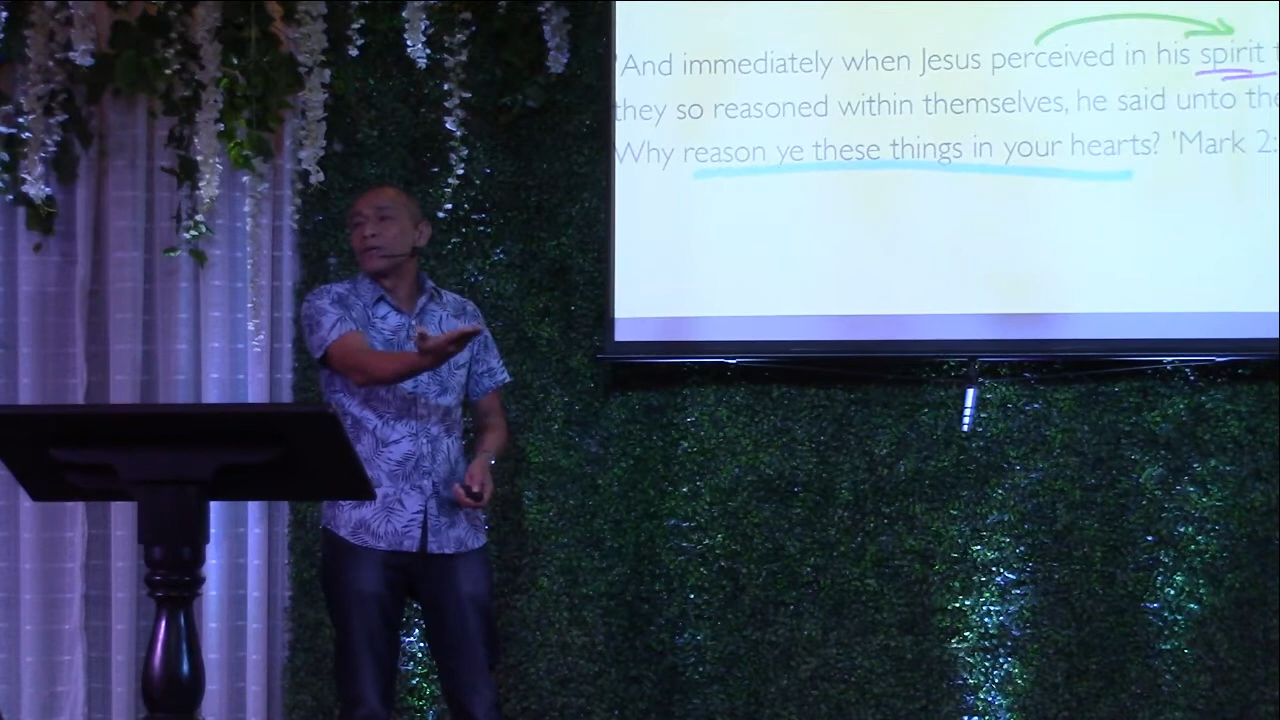 'And immediately when Jesus perceived in his spirit
they so reasoned within themselves, he said unto
Why reason ye these things in your hearts? 'Mark 2: